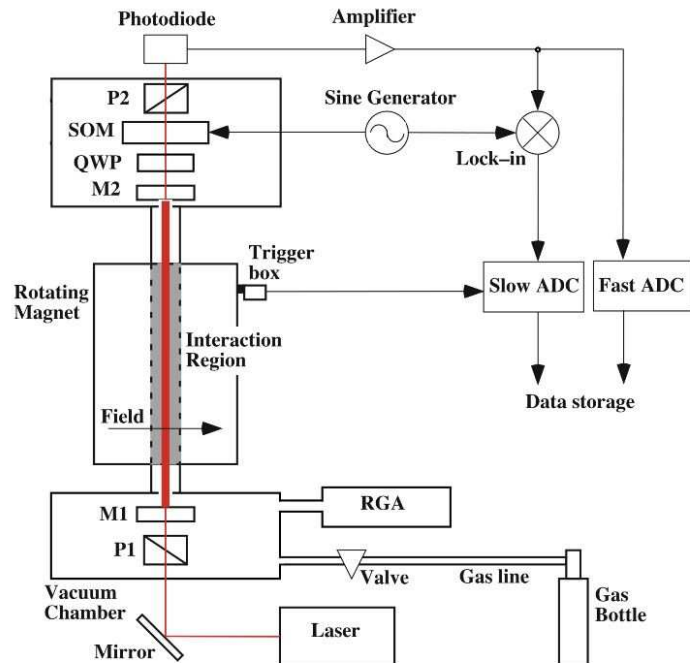 Photodiode
Amplifier
P2
Sine Generator
SOM
QWP
Lock-in
M2
Trigger
box
Rotating
Magnet
Slow ADC
Fast ADC
Interaction
Region
Data storage
Field
RGA
M1
P1
Valve
Gas line
Vacuum
Chamber
Gas
Bottle
Laser
Mirror